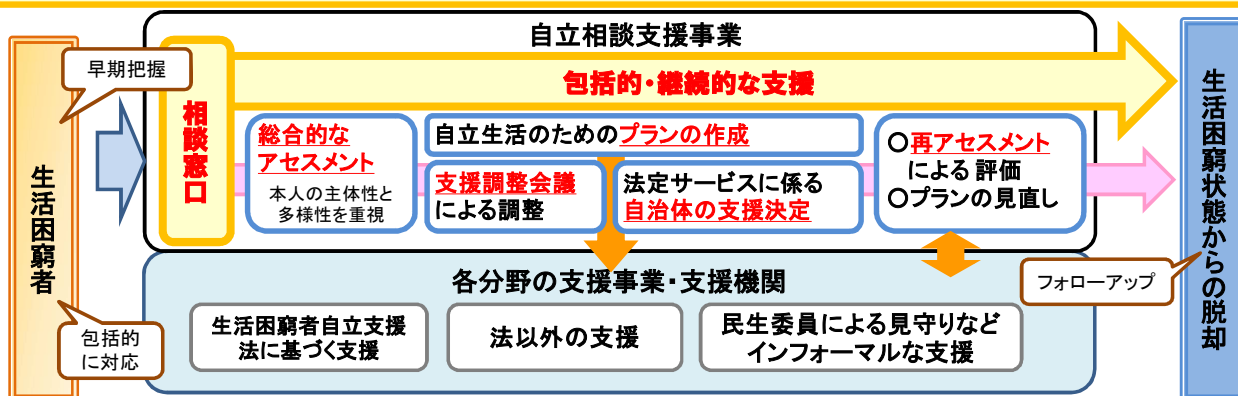 自立相談支援事業
早期把握
包括的・継続的な支援
生活困窮者
相談窓口
総合的な
アセスメント
本人の主体性と
多様性を重視
自立生活のためのプランの作成
支援調整会議
による調整
法定サービスに係る
自治体の支援決定
○再アセスメント
による評価
○プランの見直し
生活困窮状態からの脱却
フォローアップ
包括的
に対応
各分野の支援事業・支援機関
生活困窮者自立支援
法に基づく支援
法以外の支援
民生委員による見守りなど
インフォーマルな支援